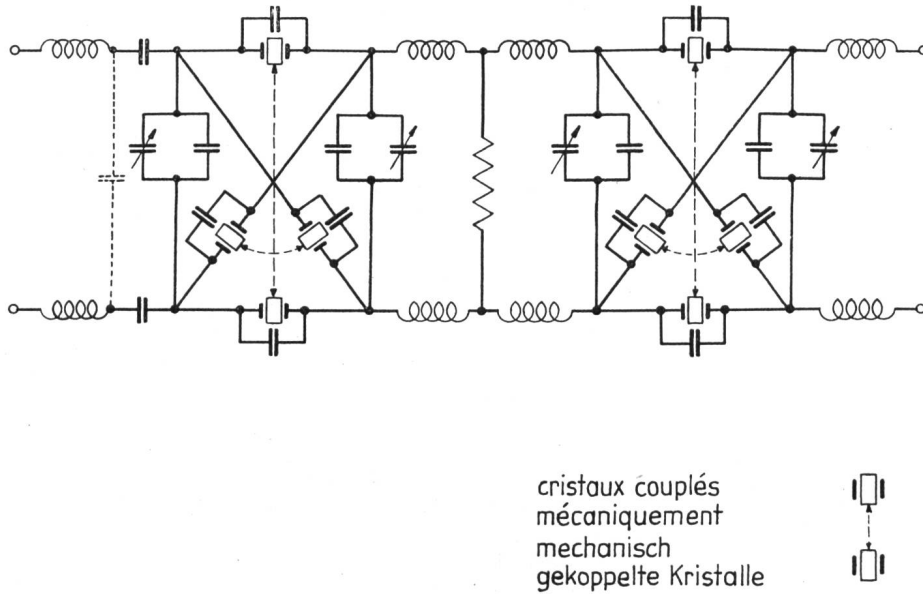 cristaux couplés
mécaniquement
mechanisch
gekoppelte Kristalle